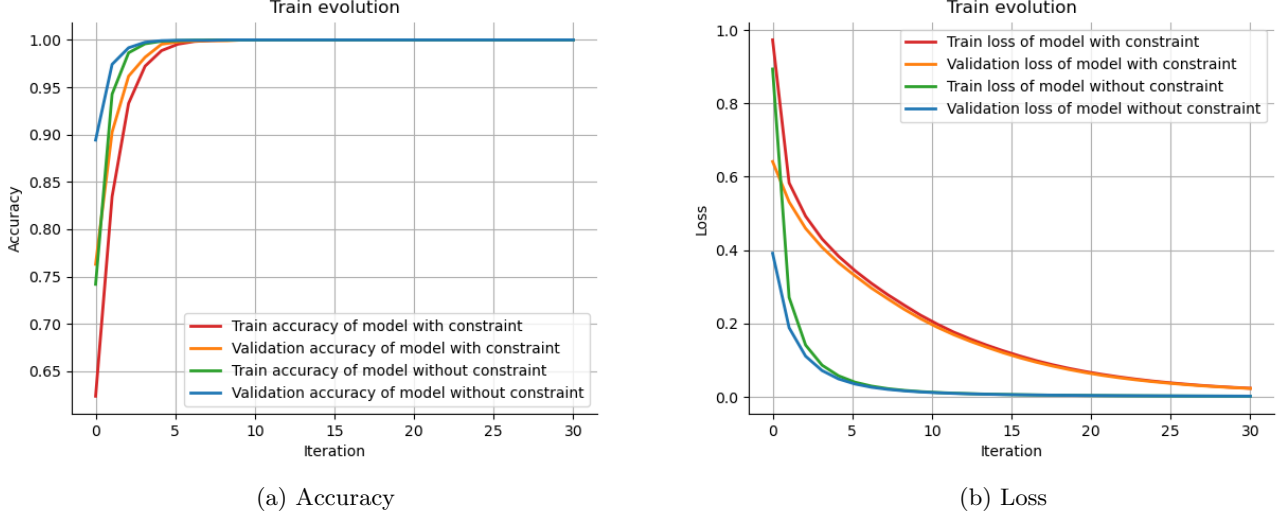 Train evolution
1.00
0.95
0.90
0.85
0.80
0.75
0.70
0.65
Accuracy
Train accuracy of model with constraint
Validation accuracy of model with constraint
Train accuracy of model without constraint
Validation accuracy of model without constraint
0 5 10 15 20 25 30
Iteration
(a) Accuracy
Train evolution
1.0
0.8
0.6
0.4
0.2
0.0
Loss
Train loss of model with constraint
Validation loss of model with constraint
Train loss of model without constraint
Validation loss of model without constraint
0 5 10 15 20 25 30
Iteration
(b) Loss